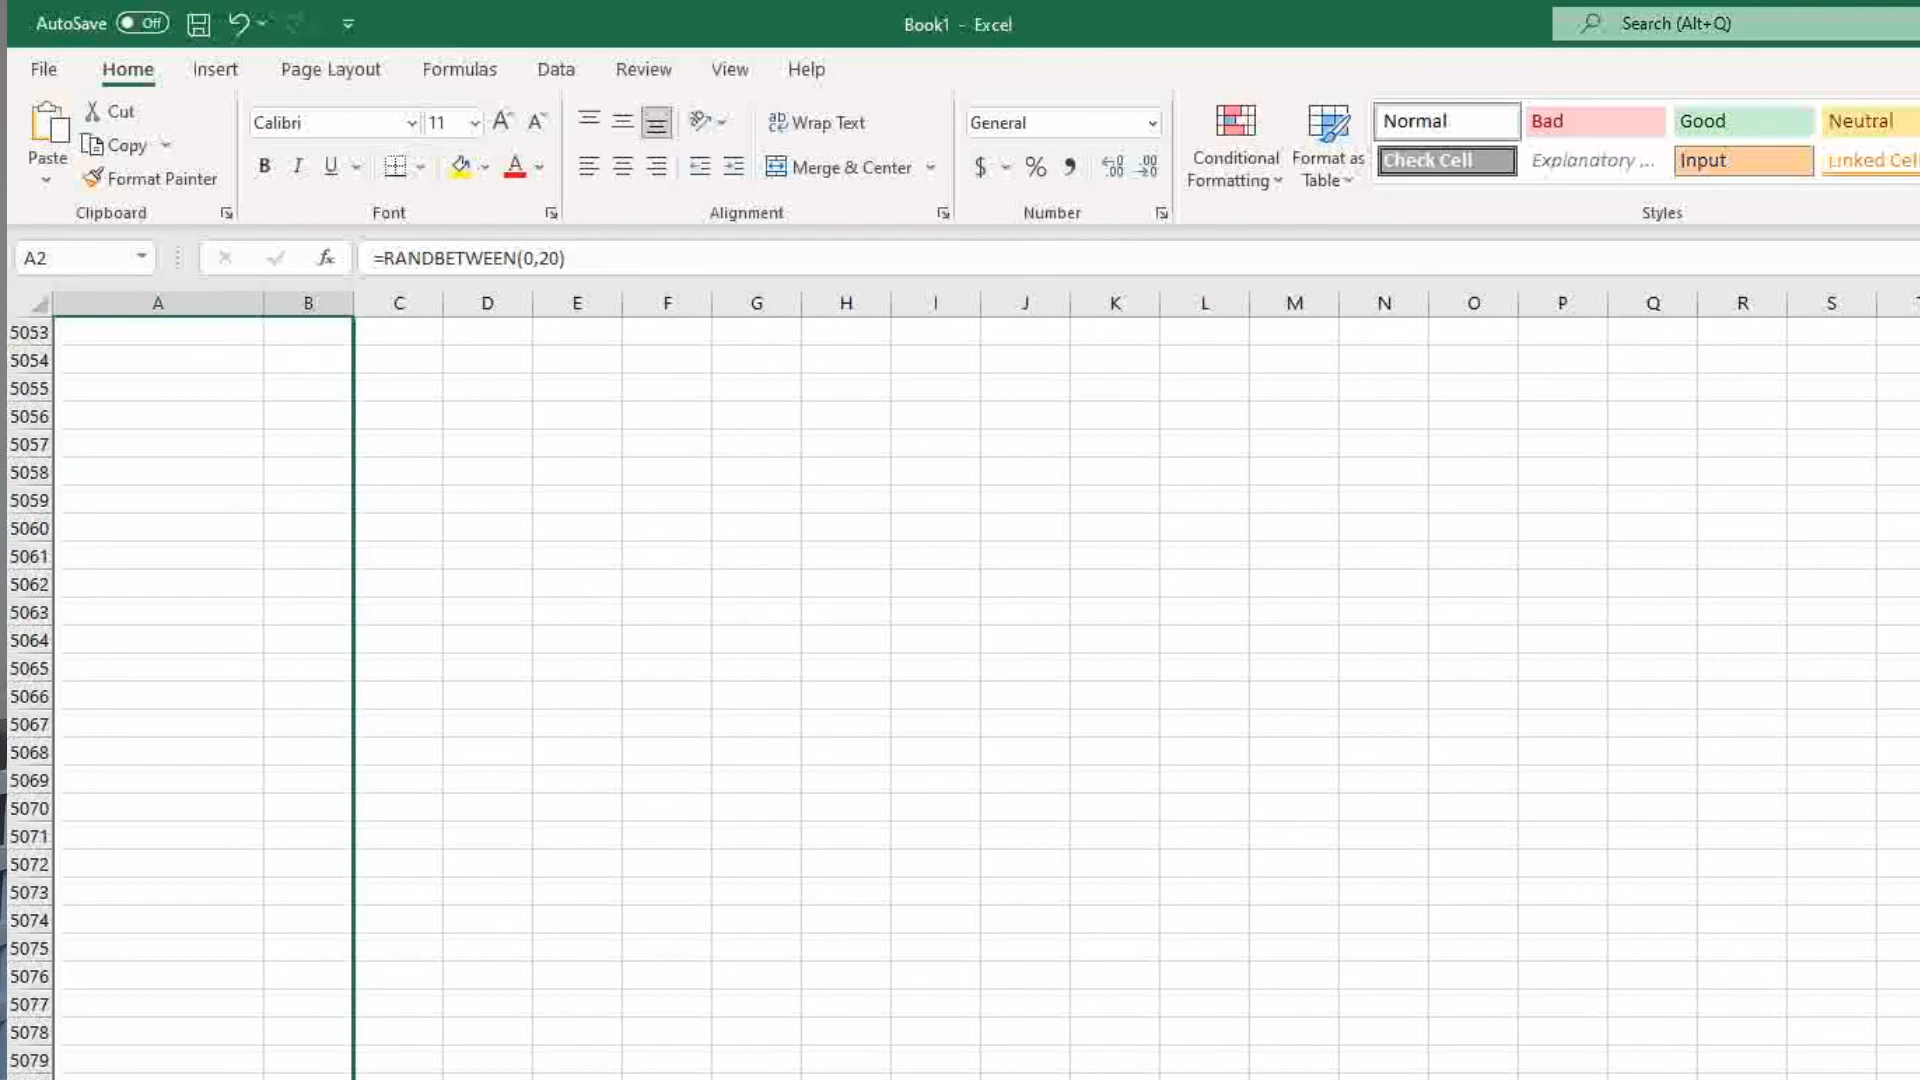 AutoSave Off
Book1 - Excel
Search (Alt+Q)
File Home Insert Page Layout Formulas Data Review View Help
Paste
Cut
Copy
Format Painter
Clipboard
Calibri 11
B I U A
Font
Wrap Text
Merge & Center
Alignment
General
$ % 9
Number
Conditional Formatting
Format as Table
Normal Bad Good Neutral
Check Cell Explanatory ... Input Linked Cell
Styles
A2 fx =RANDBETWEEN(0,20)
A B C D E F G H I J K L M N O P Q R S
5053
5054
5055
5056
5057
5058
5059
5060
5061
5062
5063
5064
5065
5066
5067
5068
5069
5070
5071
5072
5073
5074
5075
5076
5077
5078
5079